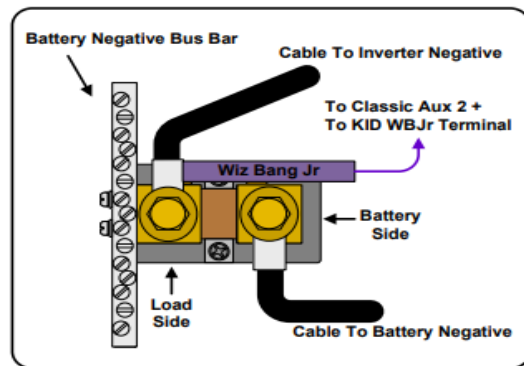 Battery Negative Bus Bar
Cable To Inverter Negative
To Classic Aux 2 +
To KID WBJr Terminal
Wiz Bang Jr
Battery
Side
Load
Side
Cable To Battery Negative